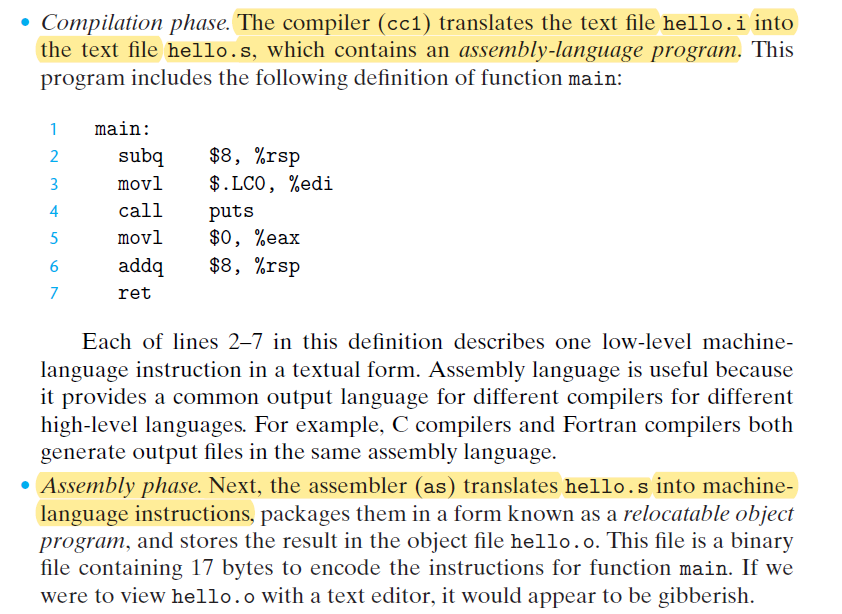 • Compilation phase. The compiler (cc1) translates the text file hello.i into
the text file hello.s, which contains an assembly-language program. This
program includes the following definition of function main:
1 main:
2 subq $8, %rsp
3 movl $.LC0, %edi
4 call puts
5 movl $0, %eax
6 addq $8, %rsp
7 ret
Each of lines 2–7 in this definition describes one low-level machine-
language instruction in a textual form. Assembly language is useful because
it provides a common output language for different compilers for different
high-level languages. For example, C compilers and Fortran compilers both
generate output files in the same assembly language.
• Assembly phase. Next, the assembler (as) translates hello.s into machine-
language instructions, packages them in a form known as a relocatable object
program, and stores the result in the object file hello.o. This file is a binary
file containing 17 bytes to encode the instructions for function main. If we
were to view hello.o with a text editor, it would appear to be gibberish.